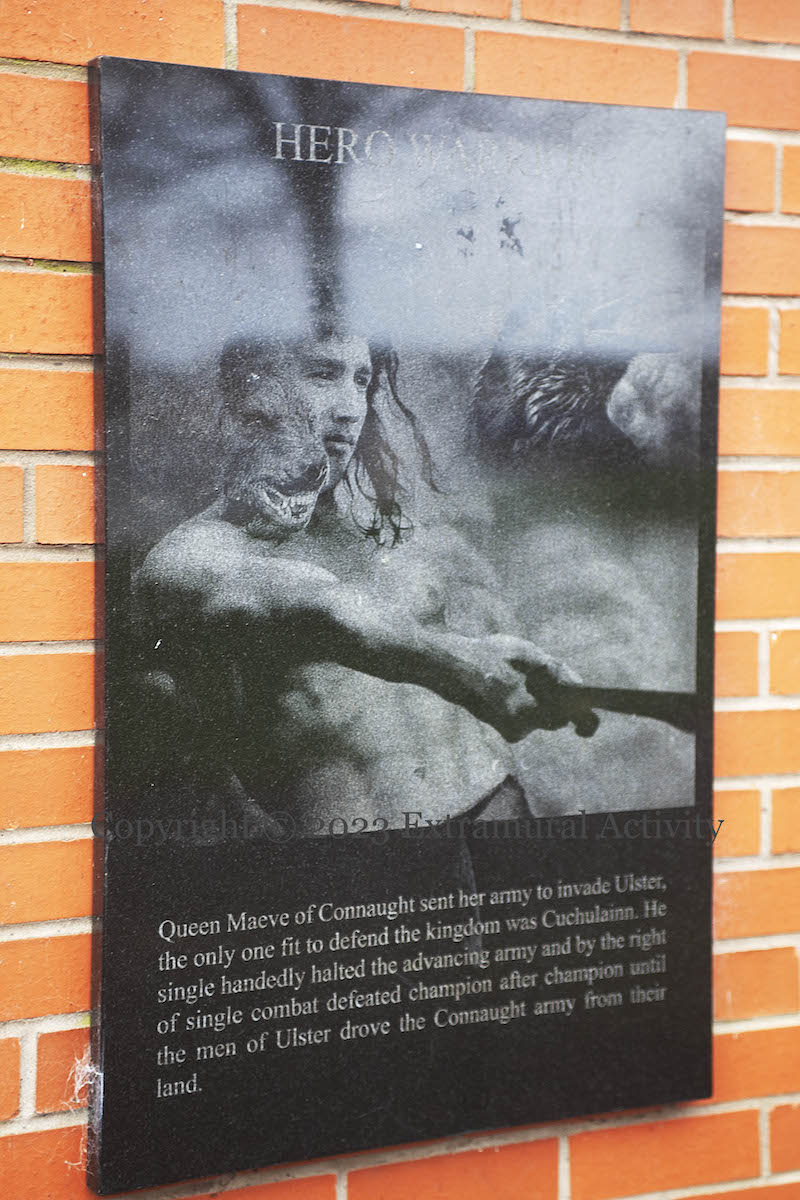 HERO WARRIOR
Copyright © 2023 Extramural Activity
Queen Maeve of Connaught sent her army to invade Ulster,
the only one fit to defend the kingdom was Cuchulainn. He
single handedly halted the advancing army and by the right
of single combat defeated champion after champion until
the men of Ulster drove the Connaught army from their
land.